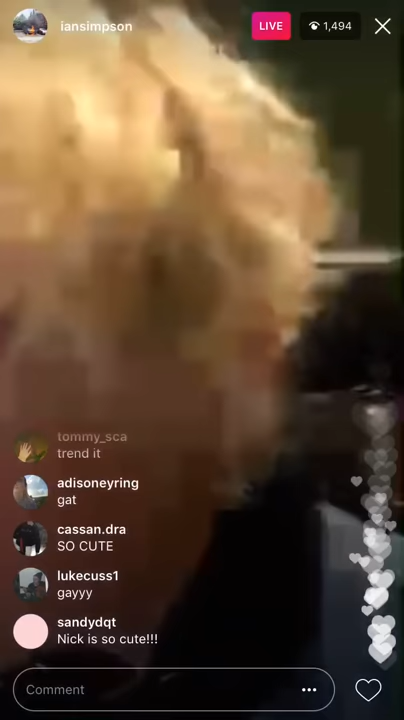 iansimpson
LIVE
1,494
tommy_sca
trend it
adisoneyring
gat
cassan.dra
SO CUTE
lukecuss1
gayyy
sandydqt
Nick is so cute!!!
Comment